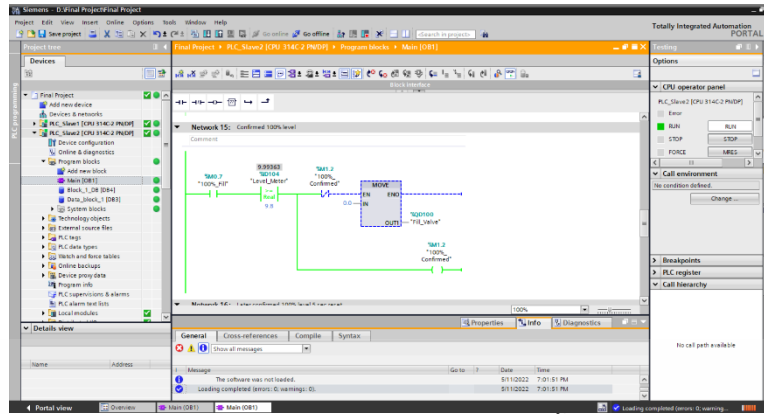 Siemens - D:\Final Project\Final Project
Project Edit View Insert Online Options Tools Window Help
Totally Integrated Automation
PORTAL
Save project
Go online
Go offline
<Search in project>
Project tree
Final Project
PLC_Slave2 [CPU 314C-2 PN/DP]
Program blocks
Main [OB1]
Testing
Devices
Options
Block interface
PLC programming
Final Project
Add new device
Devices & networks
PLC_Slave1 [CPU 314C-2 PN/DP]
PLC_Slave2 [CPU 314C-2 PN/DP]
Device configuration
Online & diagnostics
Program blocks
Add new block
Main [OB1]
Block_1_DB [DB4]
Data_block_1 [DB3]
System blocks
Technology objects
External source files
PLC tags
PLC data types
Watch and force tables
Online backups
Device proxy data
Program info
PLC supervisions & alarms
PLC alarm text lists
Local modules
Network 15: Confirmed 100% level
Comment
%M0.7
"100%_Fill"
9.99363
%ID104
"Level_Meter"
Real
9.8
%M1.2
"100%_
Confirmed"
MOVE
EN ENO
0.0 IN
OUT1
%QD100
"Fill_Valve"
%M1.2
"100%_
Confirmed"
100%
CPU operator panel
PLC_Slave2 [CPU 314C-2 PN/DP]
Error
RUN RUN
STOP STOP
FORCE MRES
Call environment
No condition defined.
Change ...
Breakpoints
PLC register
Call hierarchy
No call path available
Details view
Name Address
Properties Info Diagnostics
General Cross-references Compile Syntax
Show all messages
! Message Go to ? Date Time
The software was not loaded. 5/11/2022 7:01:51 PM
Loading completed (errors: 0; warnings: 0). 5/11/2022 7:01:51 PM
Portal view Overview Main (OB1) Main (OB1) Loading completed (errors: 0; warning...